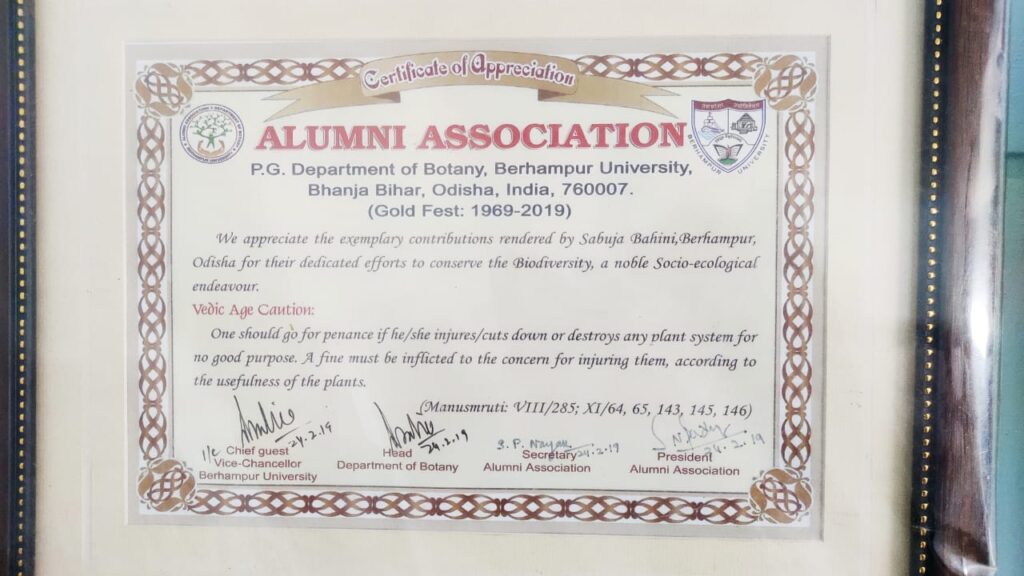 Certificate of Appreciation
ALUMNI ASSOCIATION
BERHAMPUR UNIVERSITY
P.G. Department of Botany, Berhampur University,
Bhanja Bihar, Odisha, India, 760007.
(Gold Fest: 1969-2019)
We appreciate the exemplary contributions rendered by Sabuja Bahini,Berhampur,
Odisha for their dedicated efforts to conserve the Biodiversity, a noble Socio-ecological
endeavour.
Vedic Age Caution:
One should go for penance if he/she injures/cuts down or destroys any plant system for
no good purpose. A fine must be inflicted to the concern for injuring them, according to
the usefulness of the plants.
(Manusmruti: VIII/285; XI/64, 65, 143, 145, 146)
24.2.19 24.2.19 S. P. Nayak 24-2-19 24.2.19
I/c Chief guest Head Secretary President
Vice-Chancellor Department of Botany Alumni Association Alumni Association
Berhampur University